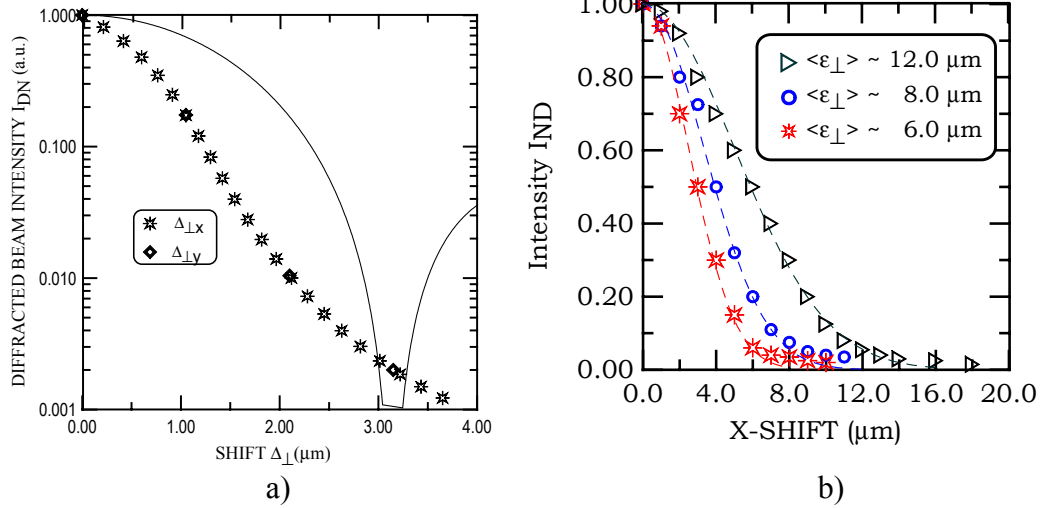 a)
DIFFRACTED BEAM INTENSITY I_DN (a.u.)
1.000
0.100
0.010
0.001
Δ⊥x
Δ⊥y
0.00 1.00 2.00 3.00 4.00
SHIFT Δ⊥(µm)
a)
b)
Intensity I_ND
1.00
0.80
0.60
0.40
0.20
0.00
<ε⊥> ~ 12.0 µm
<ε⊥> ~ 8.0 µm
<ε⊥> ~ 6.0 µm
0.0 4.0 8.0 12.0 16.0 20.0
X-SHIFT (µm)
b)